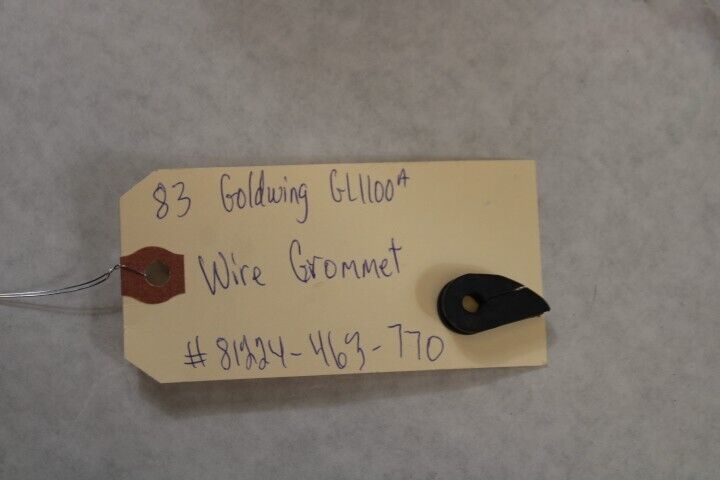 83 Goldwing GL1100A
Wire Grommet
#81224-463-770